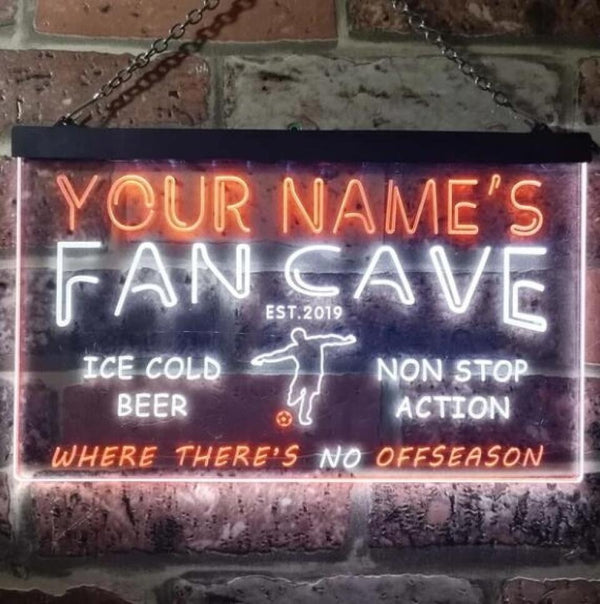 YOUR NAME'S
FAN CAVE
EST.2019
ICE COLD
BEER
NON STOP
ACTION
WHERE THERE'S NO OFFSEASON